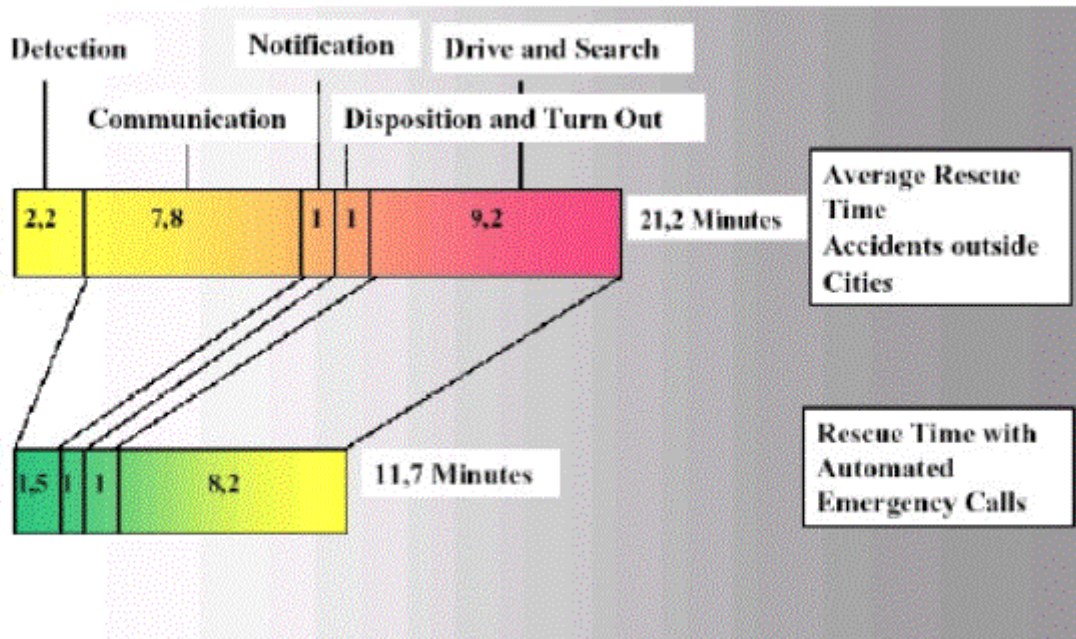 Detection
Notification
Drive and Search
Communication
Disposition and Turn Out
2,2
7,8
1
1
9,2
21,2 Minutes
Average Rescue
Time
Accidents outside
Cities
1,5
1
1
8,2
11,7 Minutes
Rescue Time with
Automated
Emergency Calls